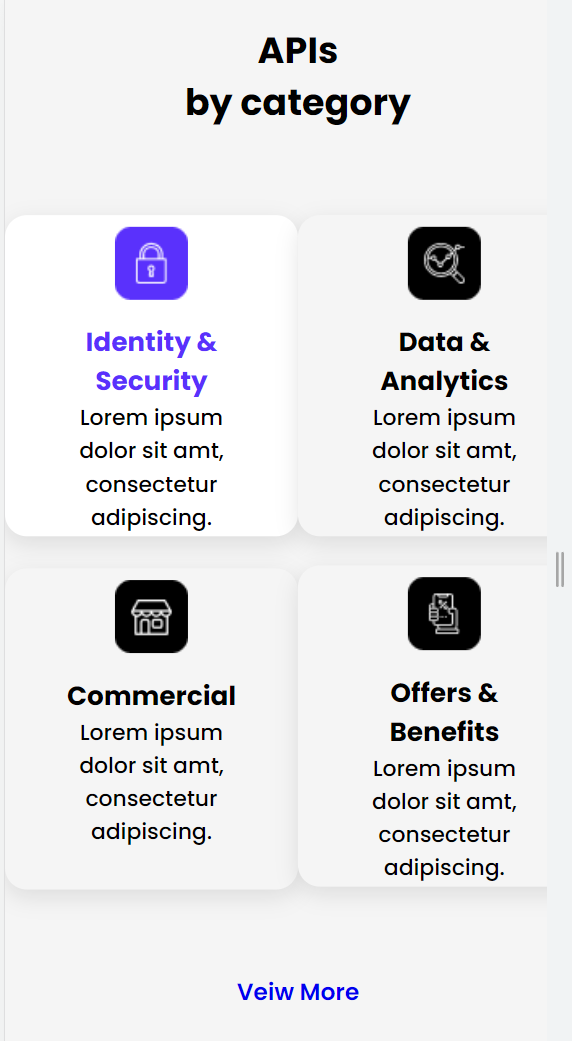 APIs
by category
Identity &
Security
Lorem ipsum
dolor sit amt,
consectetur
adipiscing.
Data &
Analytics
Lorem ipsum
dolor sit amt,
consectetur
adipiscing.
Commercial
Lorem ipsum
dolor sit amt,
consectetur
adipiscing.
Offers &
Benefits
Lorem ipsum
dolor sit amt,
consectetur
adipiscing.
Veiw More